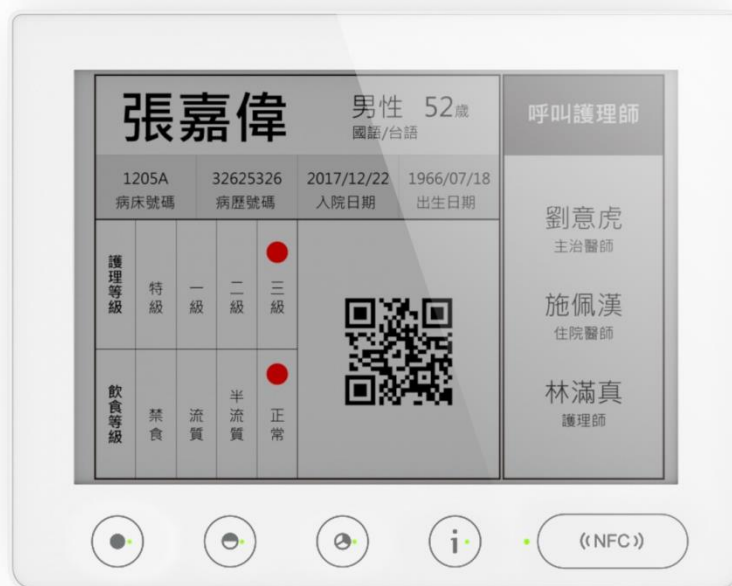 張嘉偉
男性 52歲
國語/台語
呼叫護理師
1205A
病床號碼
32625326
病歷號碼
2017/12/22
入院日期
1966/07/18
出生日期
護理等級
特級
一級
二級
三級
飲食等級
禁食
流質
半流質
正常
劉意虎
主治醫師
施佩漢
住院醫師
林滿真
護理師
i
((NFC))